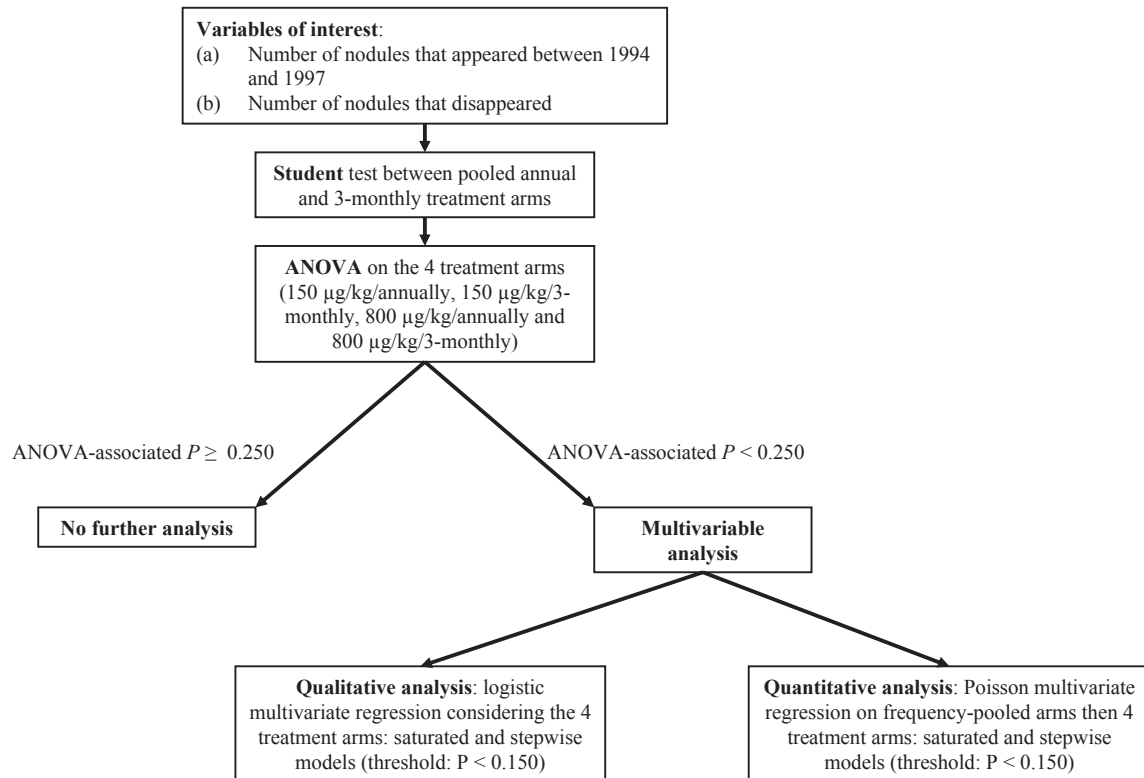 Variables of interest:
(a) Number of nodules that appeared between 1994
and 1997
(b) Number of nodules that disappeared
Student test between pooled annual
and 3-monthly treatment arms
ANOVA on the 4 treatment arms
(150 µg/kg/annually, 150 µg/kg/3-
monthly, 800 µg/kg/annually and
800 µg/kg/3-monthly)
ANOVA-associated P ≥ 0.250
ANOVA-associated P < 0.250
No further analysis
Multivariable
analysis
Qualitative analysis: logistic
multivariate regression considering the 4
treatment arms: saturated and stepwise
models (threshold: P < 0.150)
Quantitative analysis: Poisson multivariate
regression on frequency-pooled arms then 4
treatment arms: saturated and stepwise
models (threshold: P < 0.150)